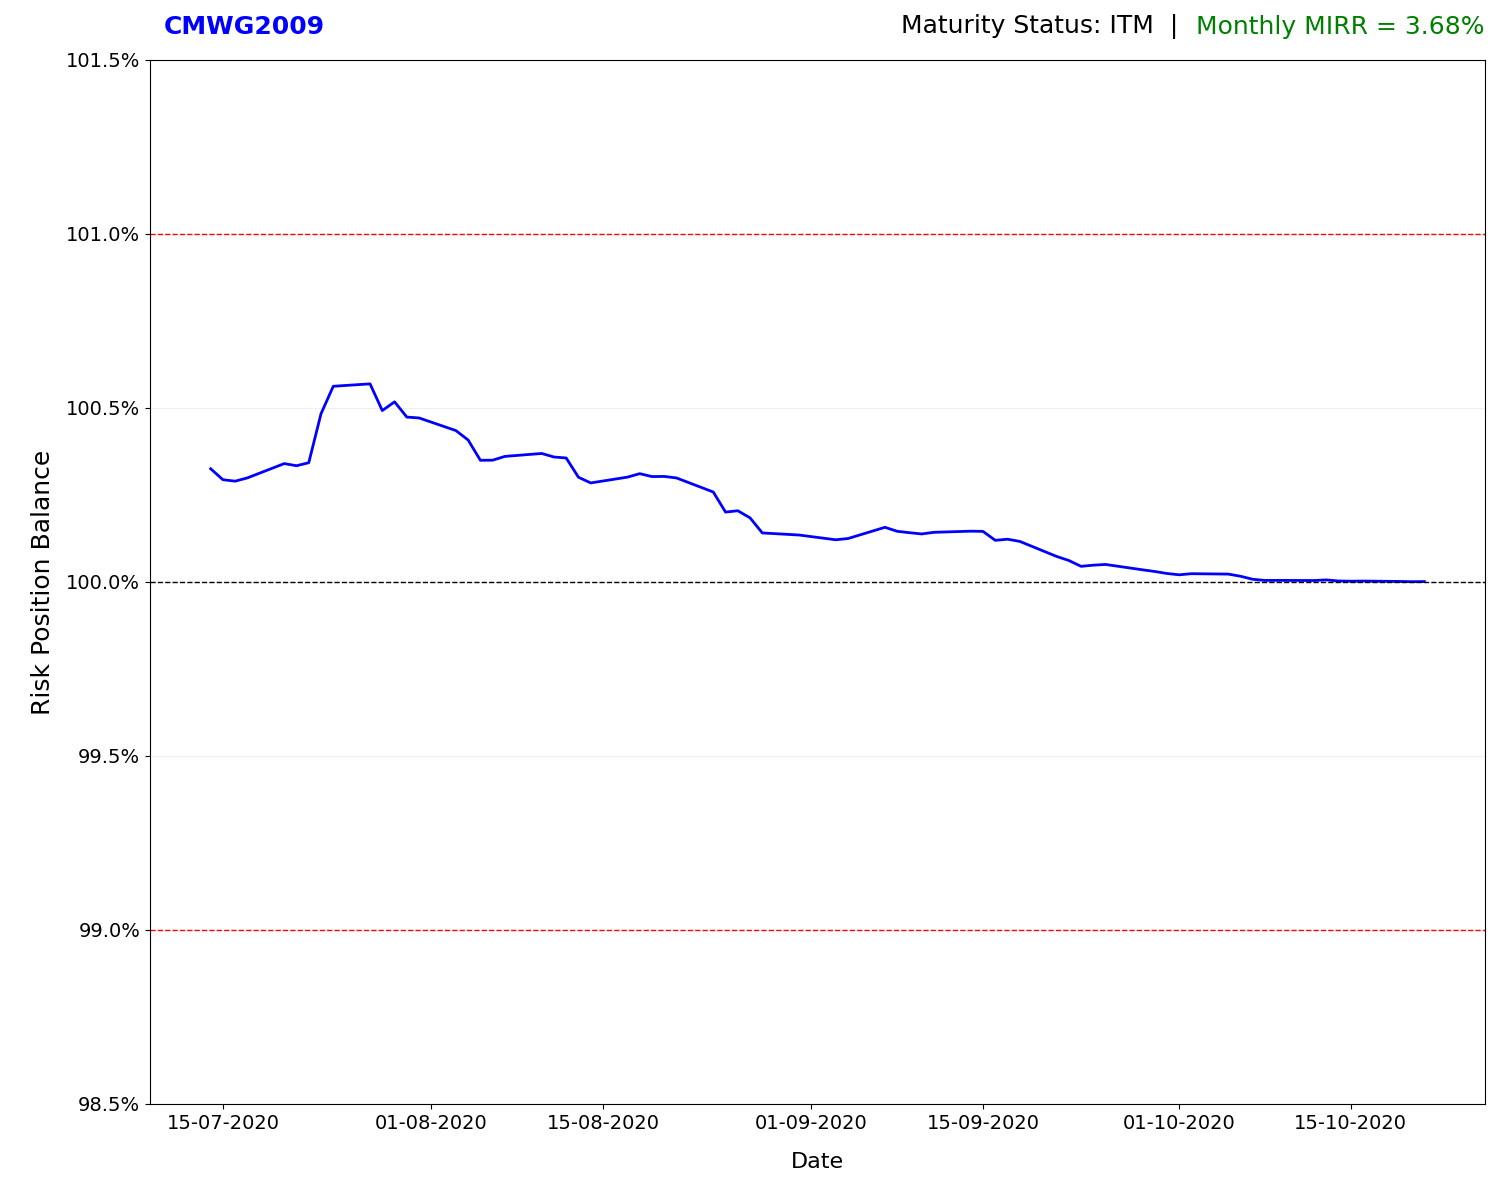 CMWG2009
Maturity Status: ITM | Monthly MIRR = 3.68%
101.5%
101.0%
100.5%
100.0%
99.5%
99.0%
98.5%
Risk Position Balance
15-07-2020 01-08-2020 15-08-2020 01-09-2020 15-09-2020 01-10-2020 15-10-2020
Date